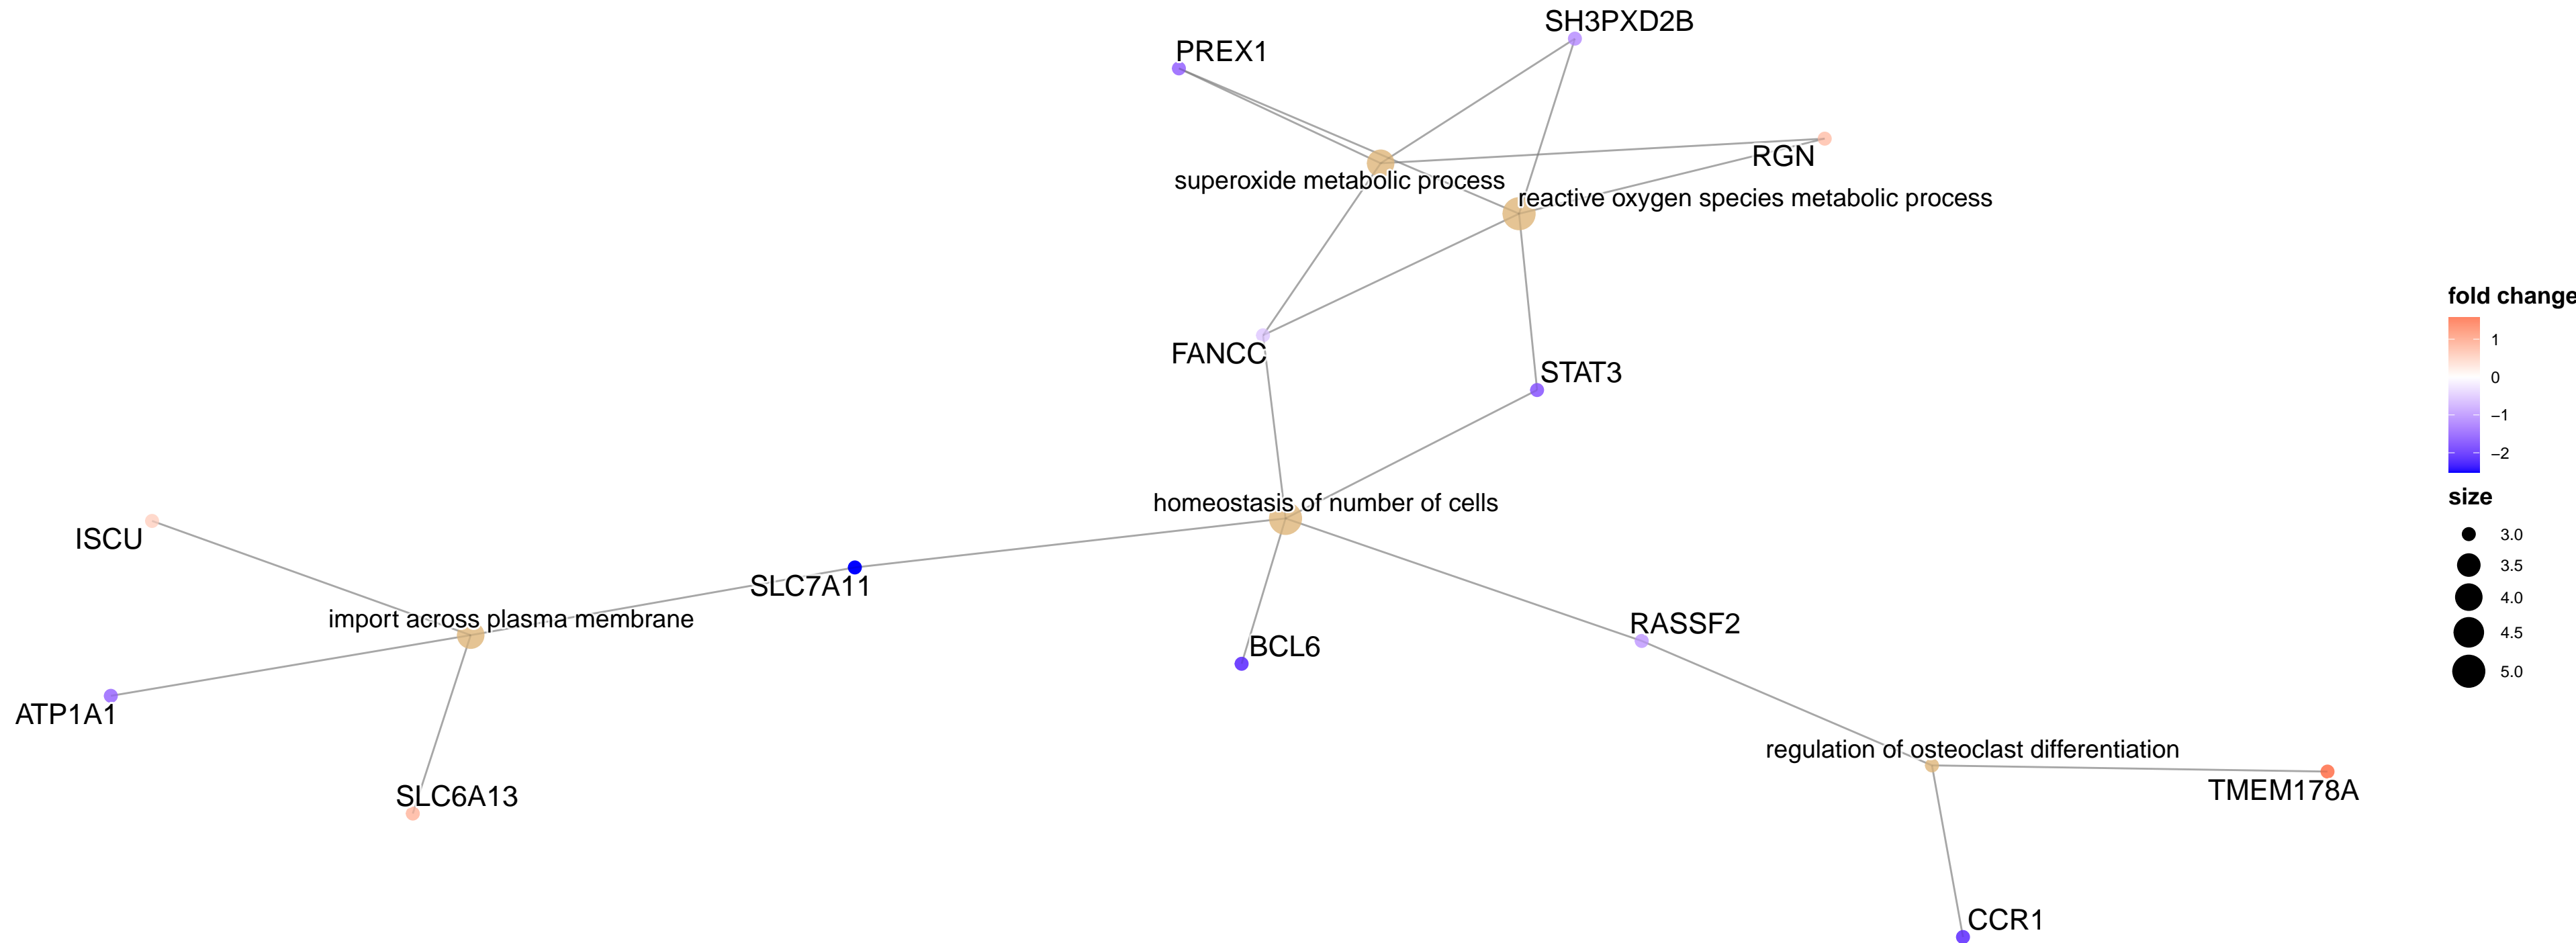 SH3PXD2B
PREX1
RGN
superoxide metabolic process
reactive oxygen species metabolic process
fold change
1
0
−1
−2
FANCC
STAT3
size
3.0
3.5
4.0
4.5
5.0
homeostasis of number of cells
ISCU
SLC7A11
import across plasma membrane
RASSF2
BCL6
ATP1A1
regulation of osteoclast differentiation
TMEM178A
SLC6A13
CCR1